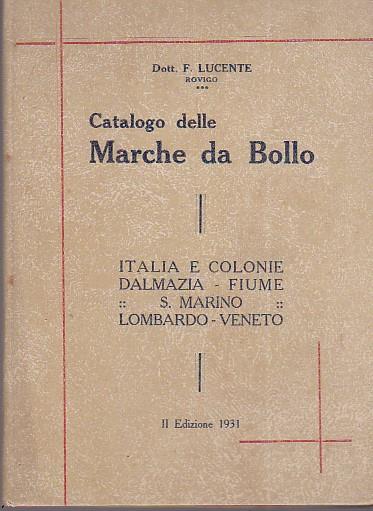 Dott. F. LUCENTE
ROVIGO
***
Catalogo delle
Marche da Bollo
ITALIA E COLONIE
DALMAZIA - FIUME
:: S. MARINO ::
LOMBARDO - VENETO
II Edizione 1931